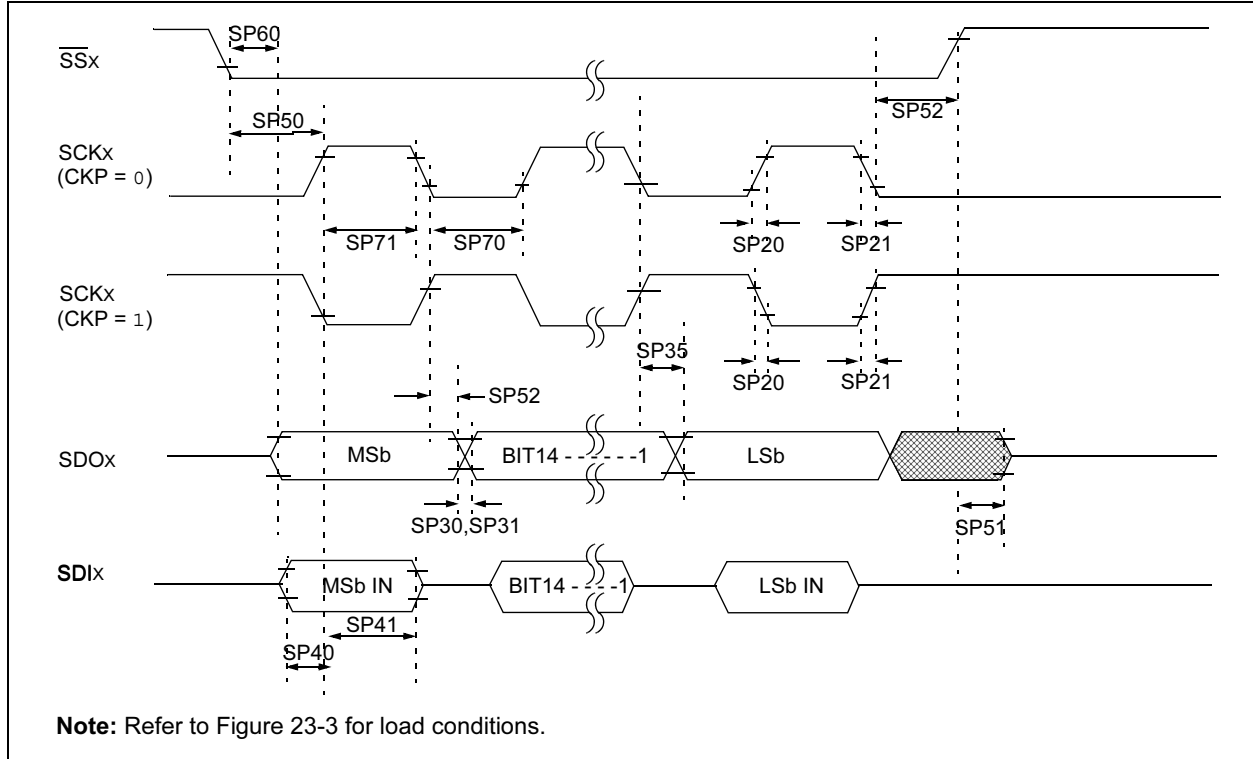 SP60
SSx
SP52
SP50
SCKx
(CKP = 0)
SP71
SP70
SP20
SP21
SCKx
(CKP = 1)
SP35
SP20
SP21
SP52
SDOx
MSb
BIT14 - - - - - -1
LSb
SP30,SP31
SP51
SDIx
MSb IN
BIT14 - - - -1
LSb IN
SP41
SP40
Note: Refer to Figure 23-3 for load conditions.